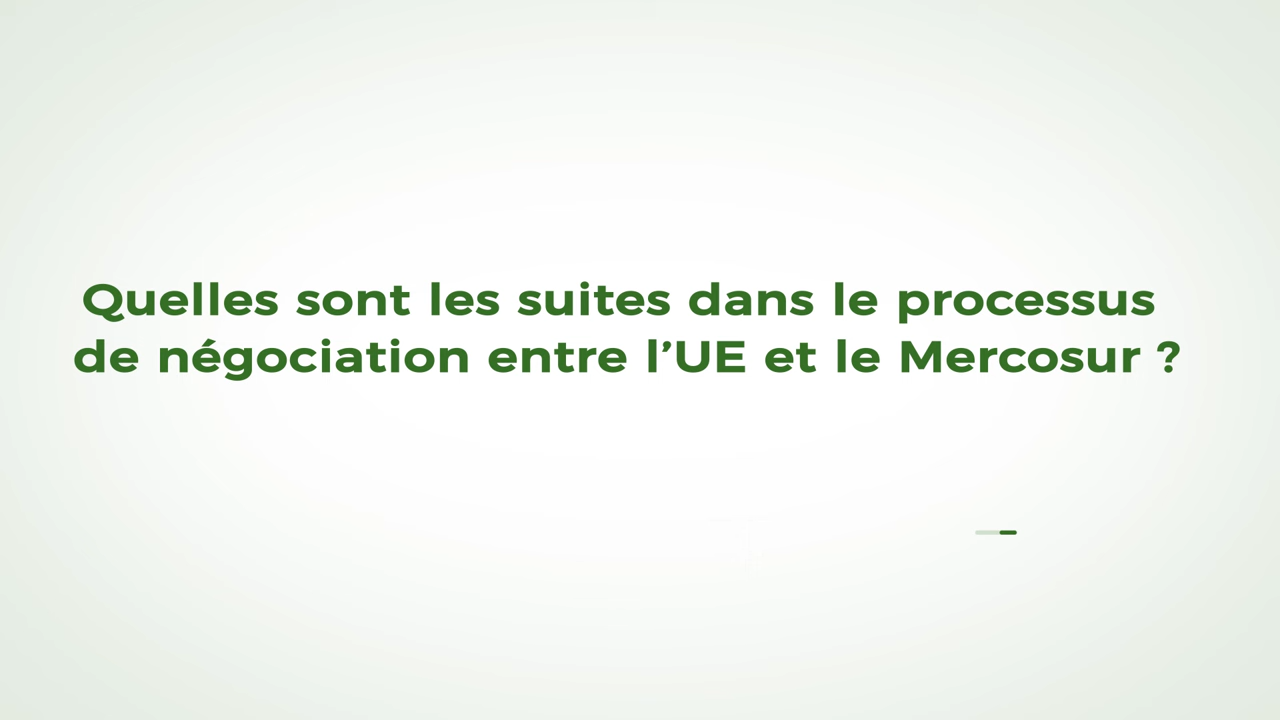 Quelles sont les suites dans le processus
de négociation entre l’UE et le Mercosur ?